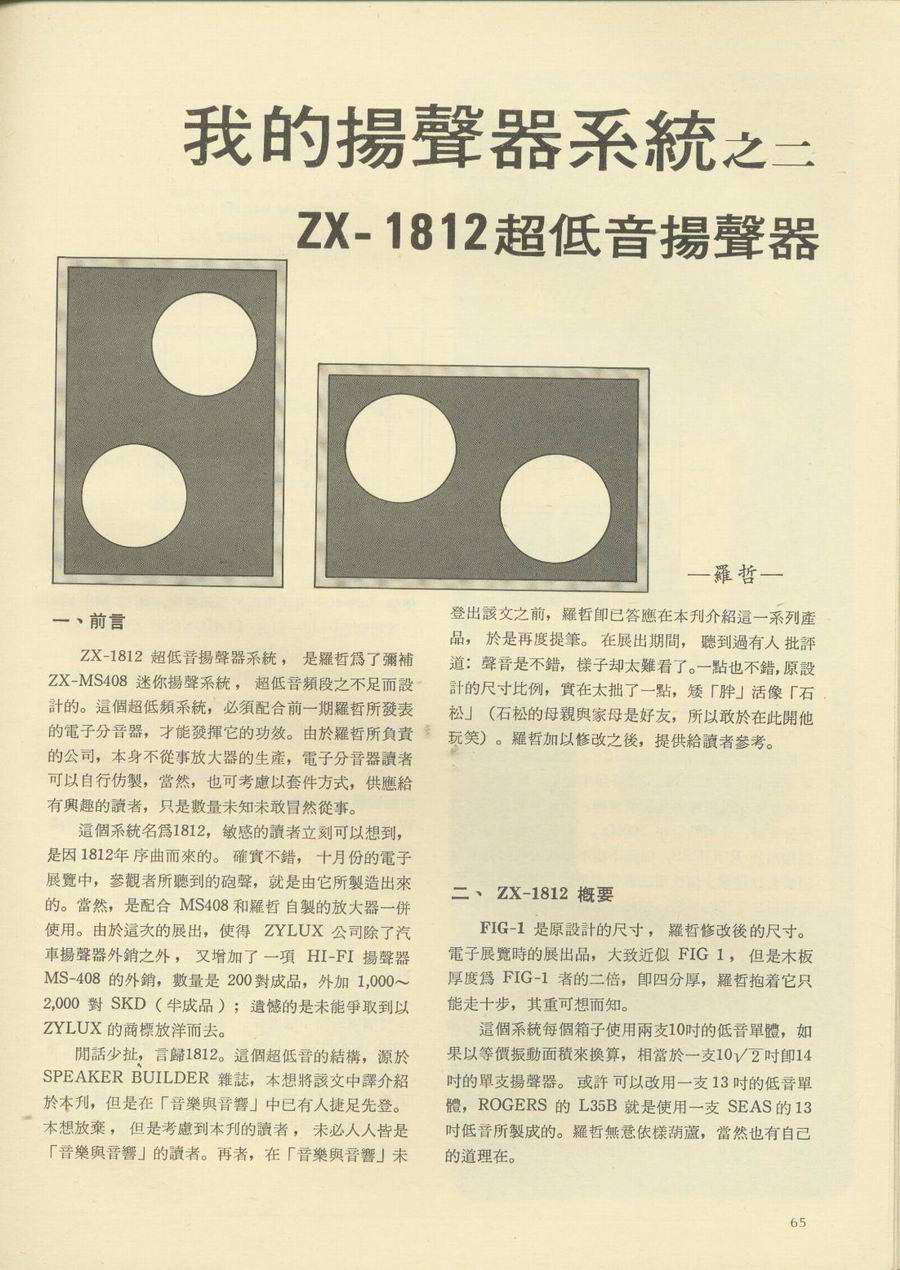 我的揚聲器系統之二
ZX-1812超低音揚聲器
—羅哲—
一、前言
ZX-1812 超低音揚聲器系統，是羅哲爲了彌補
ZX-MS408 迷你揚聲系統，超低音頻段之不足而設
計的。這個超低頻系統，必須配合前一期羅哲所發表
的電子分音器，才能發揮它的功效。由於羅哲所負責
的公司，本身不從事放大器的生產，電子分音器讀者
可以自行仿製，當然，也可考慮以套件方式，供應給
有興趣的讀者，只是數量未知未敢冒然從事。
這個系統名爲1812，敏感的讀者立刻可以想到，
是因1812年序曲而來的。確實不錯，十月份的電子
展覽中，參觀者所聽到的砲聲，就是由它所製造出來
的。當然，是配合 MS408和羅哲自製的放大器一併
使用。由於這次的展出，使得 ZYLUX 公司除了汽
車揚聲器外銷之外，又增加了一項 HI-FI 揚聲器
MS-408 的外銷，數量是 200對成品，外加 1,000～
2,000 對 SKD（半成品）；遺憾的是未能爭取到以
ZYLUX 的商標放洋而去。
閒話少扯，言歸1812。這個超低音的結構，源於
SPEAKER BUILDER 雜誌，本想將該文中譯介紹
於本刋，但是在「音樂與音響」中已有人捷足先登。
本想放棄，但是考慮到本刋的讀者，未必人人皆是
「音樂與音響」的讀者。再者，在「音樂與音響」未
登出該文之前，羅哲卽已答應在本刋介紹這一系列產
品，於是再度提筆。在展出期間，聽到過有人批評
道：聲音是不錯，樣子却太難看了。一點也不錯，原設
計的尺寸比例，實在太拙了一點，矮「胖」活像「石
松」（石松的母親與家母是好友，所以敢於在此開他
玩笑）。羅哲加以修改之後，提供給讀者參考。
二、ZX-1812 槪要
FIG-1 是原設計的尺寸，羅哲修改後的尺寸。
電子展覽時的展出品，大致近似 FIG 1，但是木板
厚度爲 FIG-1 者的二倍，卽四分厚，羅哲抱着它只
能走十步，其重可想而知。
這個系統每個箱子使用兩支10吋的低音單體，如
果以等價振動面積來換算，相當於一支10√2吋卽14
吋的單支揚聲器。或許可以改用一支13吋的低音單
體，ROGERS 的 L35B 就是使用一支 SEAS的13
吋低音所製成的。羅哲無意依樣葫蘆，當然也有自己
的道理在。
65